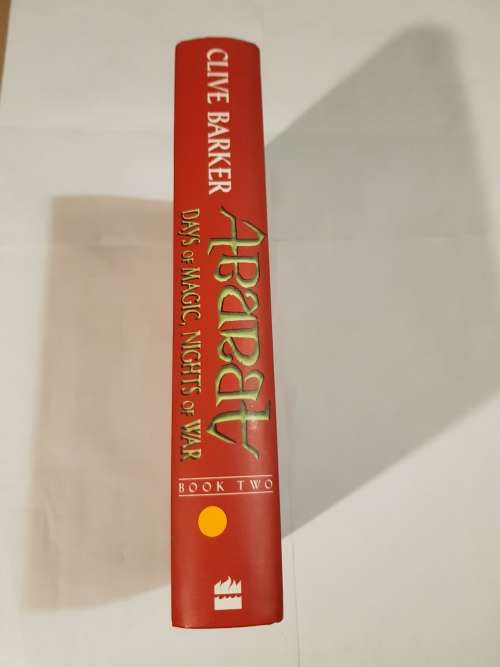 CLIVE BARKER
ABARAT
DAYS OF MAGIC, NIGHTS OF WAR
BOOK TWO